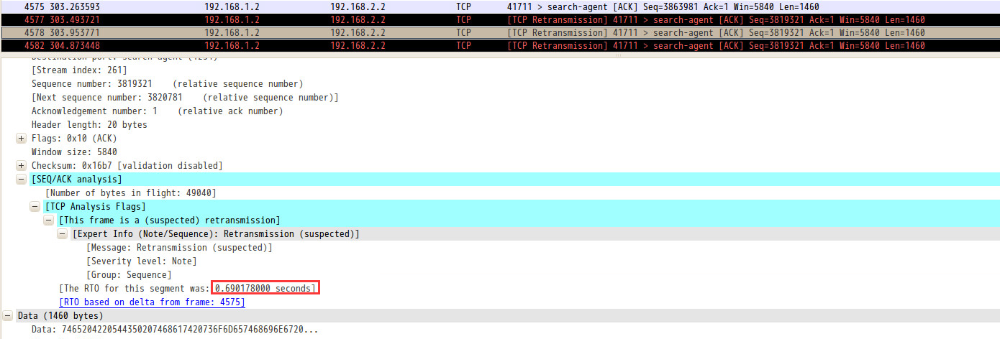 4575 303.263593 192.168.1.2 192.168.2.2 TCP 41711 > search-agent [ACK] Seq=3863981 Ack=1 Win=5840 Len=1460
4577 303.493721 192.168.1.2 192.168.2.2 TCP [TCP Retransmission] 41711 > search-agent [ACK] Seq=3819321 Ack=1 Win=5840 Len=1460
4578 303.953771 192.168.1.2 192.168.2.2 TCP [TCP Retransmission] 41711 > search-agent [ACK] Seq=3819321 Ack=1 Win=5840 Len=1460
4582 304.873448 192.168.1.2 192.168.2.2 TCP [TCP Retransmission] 41711 > search-agent [ACK] Seq=3819321 Ack=1 Win=5840 Len=1460
Destination port: search-agent (1234)
[Stream index: 261]
Sequence number: 3819321 (relative sequence number)
[Next sequence number: 3820781 (relative sequence number)]
Acknowledgement number: 1 (relative ack number)
Header length: 20 bytes
Flags: 0x10 (ACK)
Window size: 5840
Checksum: 0x16b7 [validation disabled]
[SEQ/ACK analysis]
[Number of bytes in flight: 49040]
[TCP Analysis Flags]
[This frame is a (suspected) retransmission]
[Expert Info (Note/Sequence): Retransmission (suspected)]
[Message: Retransmission (suspected)]
[Severity level: Note]
[Group: Sequence]
[The RTO for this segment was: 0.690178000 seconds]
[RTO based on delta from frame: 4575]
Data (1460 bytes)
Data: 746520422054435020746861742073 6F6D657468696E6720...